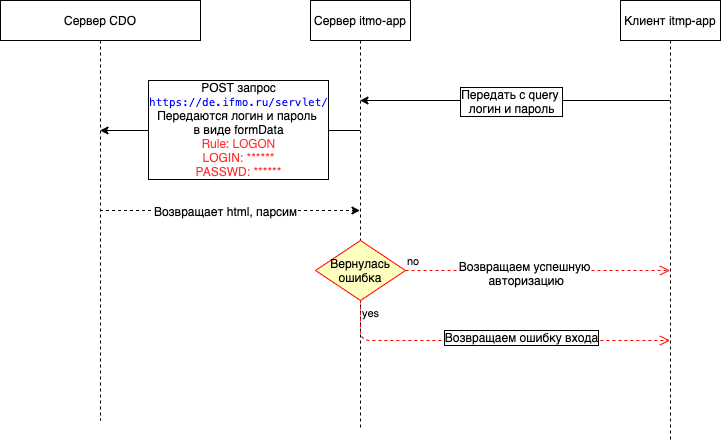 Сервер CDO
Сервер itmo-app
Клиент itmp-app
POST запрос
https://de.ifmo.ru/servlet/
Передаются логин и пароль
в виде formData
Rule: LOGON
LOGIN: ******
PASSWD: ******
Передать с query
логин и пароль
Возвращает html, парсим
Вернулась
ошибка
no
Возвращаем успешную
авторизацию
yes
Возвращаем ошибку входа